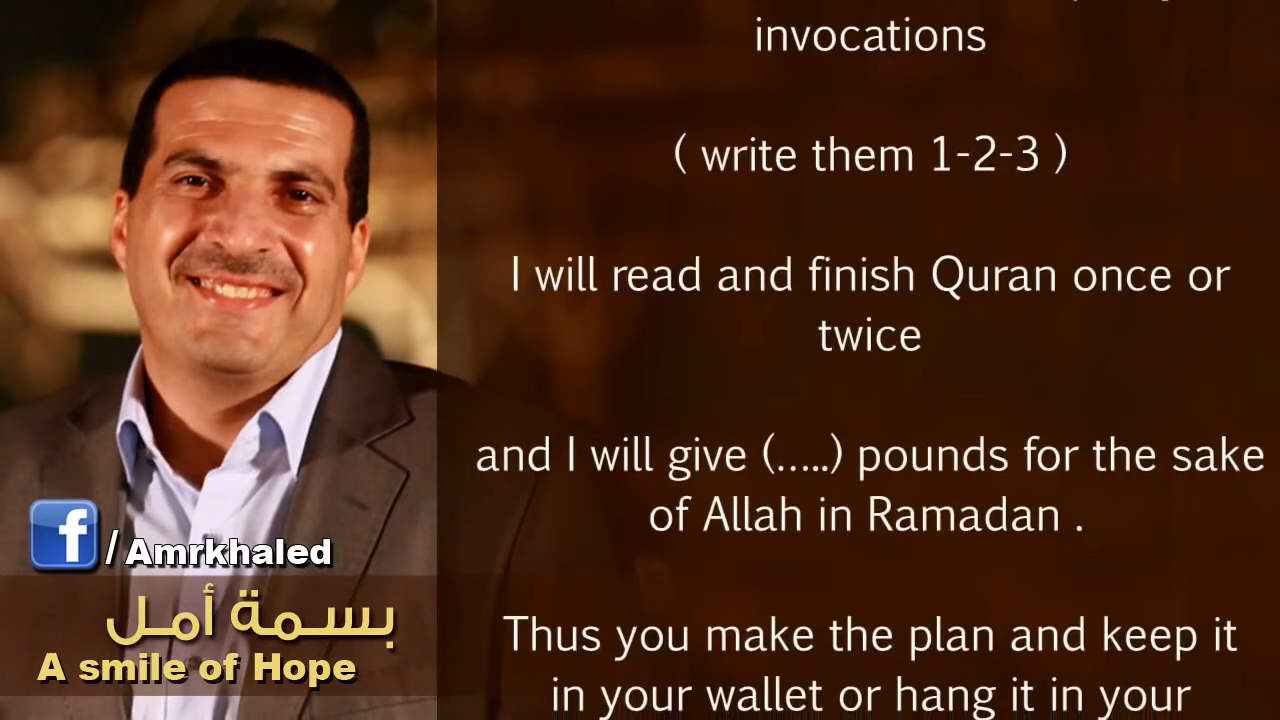 invocations
( write them 1-2-3 )
I will read and finish Quran once or
twice
and I will give (.....) pounds for the sake
of Allah in Ramadan .
Thus you make the plan and keep it
in your wallet or hang it in your
f / Amrkhaled
بسمة أمل
A smile of Hope